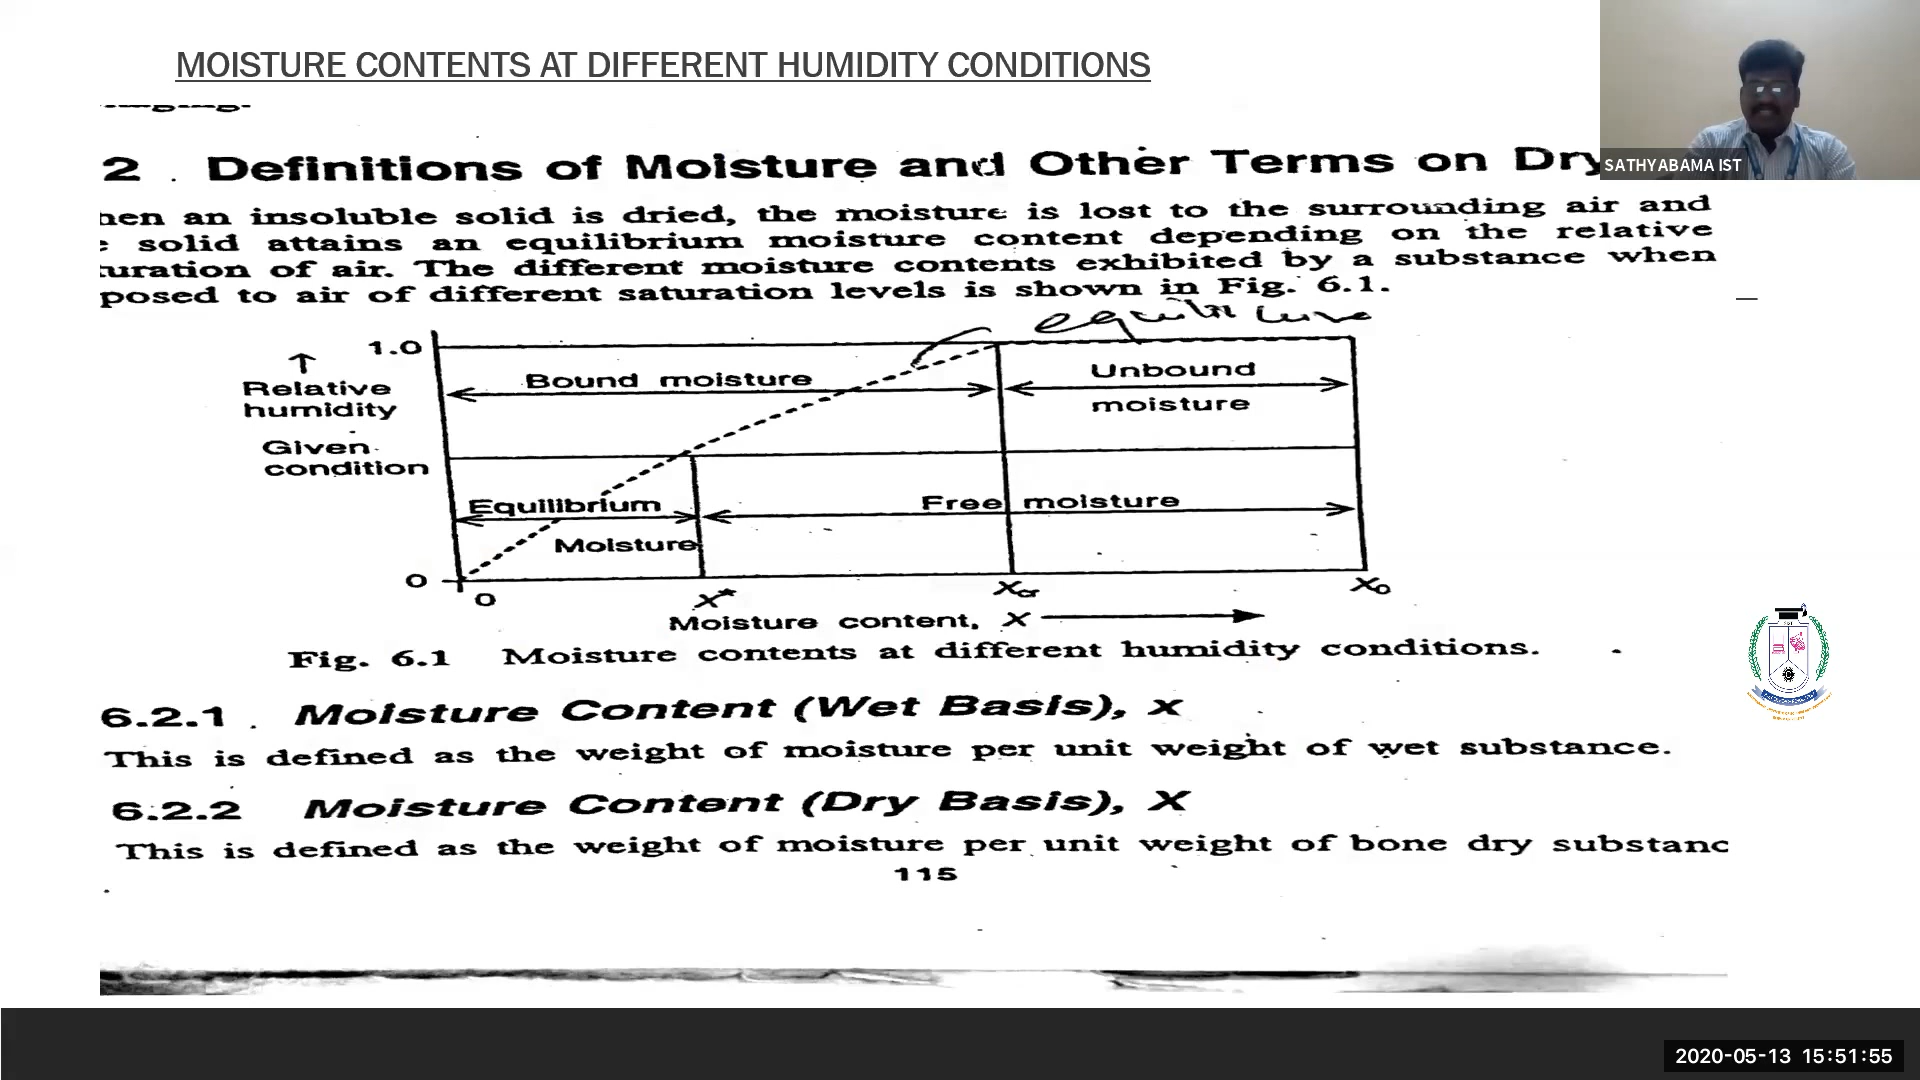 MOISTURE CONTENTS AT DIFFERENT HUMIDITY CONDITIONS
SATHYABAMA IST
2 . Definitions of Moisture and Other Terms on Dry
hen an insoluble solid is dried, the moisture is lost to the surrounding air and
e solid attains an equilibrium moisture content depending on the relative
turation of air. The different moisture contents exhibited by a substance when
posed to air of different saturation levels is shown in Fig. 6.1.
1.0
Relative
humidity
Given
condition
Bound moisture
Unbound
moisture
Equilibrium
Moisture
Free moisture
0
0
X*
Xcr
X0
Moisture content, X
Fig. 6.1 Moisture contents at different humidity conditions.
6.2.1 . Moisture Content (Wet Basis), x
This is defined as the weight of moisture per unit weight of wet substance.
6.2.2 Moisture Content (Dry Basis), X
This is defined as the weight of moisture per unit weight of bone dry substanc
115
2020-05-13 15:51:55